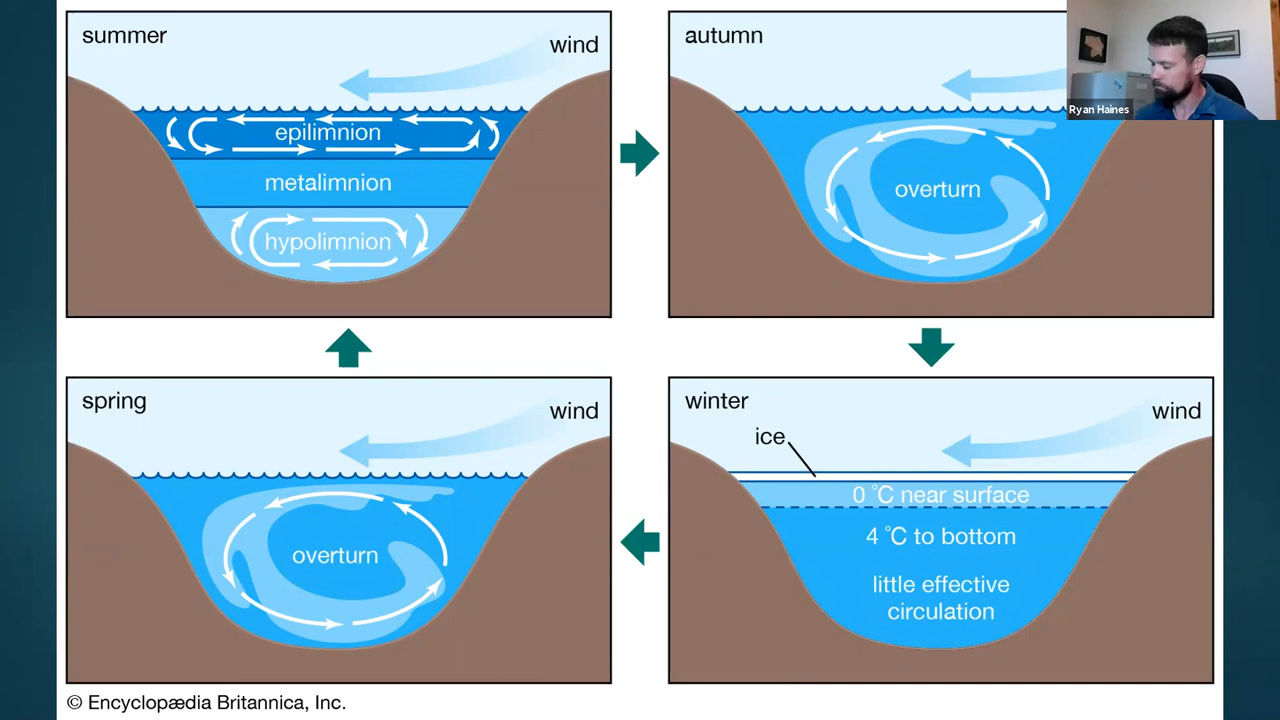 summer
wind
epilimnion
metalimnion
hypolimnion
autumn
overturn
Ryan Haines
spring
wind
overturn
winter
wind
ice
0 °C near surface
4 °C to bottom
little effective
circulation
© Encyclopædia Britannica, Inc.